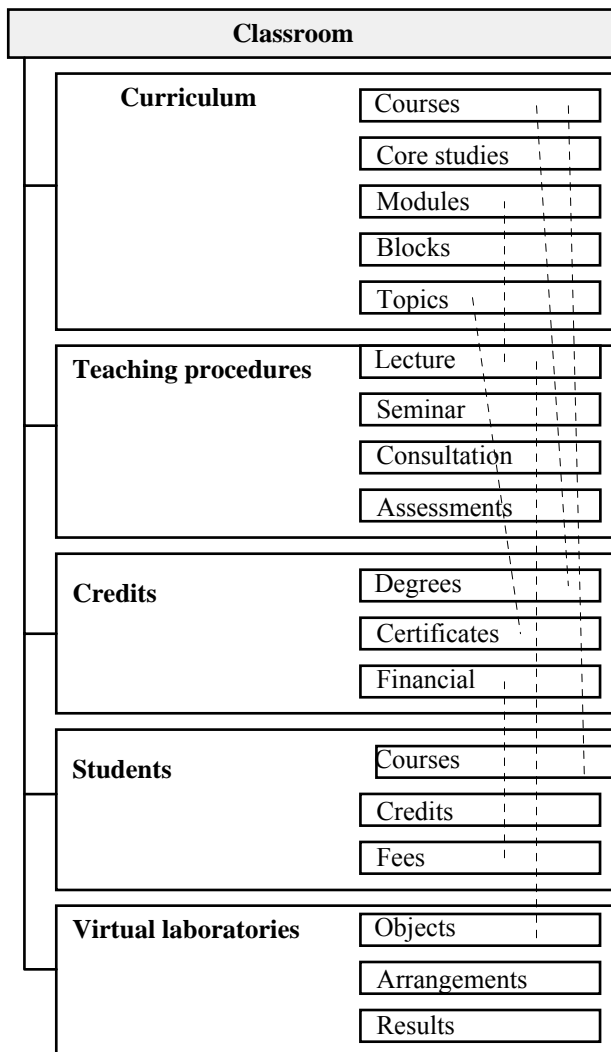 Classroom
Curriculum
Courses
Core studies
Modules
Blocks
Topics
Teaching procedures
Lecture
Seminar
Consultation
Assessments
Credits
Degrees
Certificates
Financial
Students
Courses
Credits
Fees
Virtual laboratories
Objects
Arrangements
Results